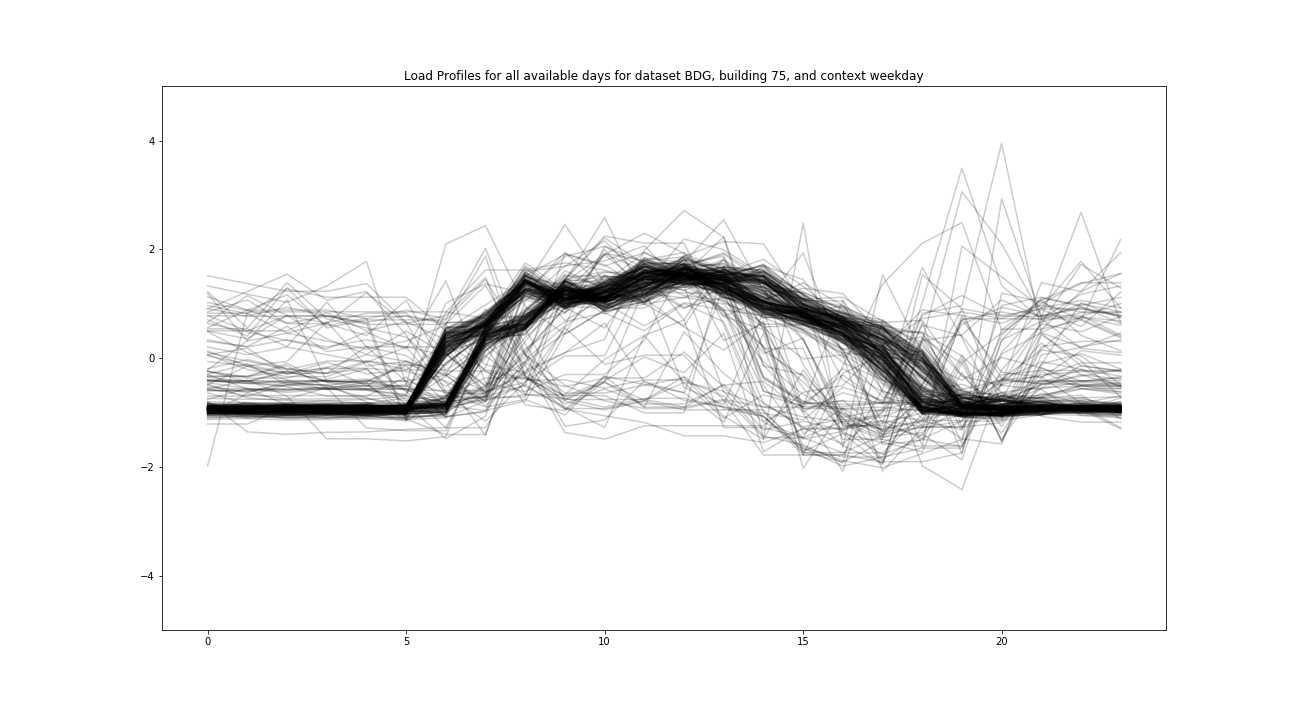 Load Profiles for all available days for dataset BDG, building 75, and context weekday
4
2
0
−2
−4
0 5 10 15 20